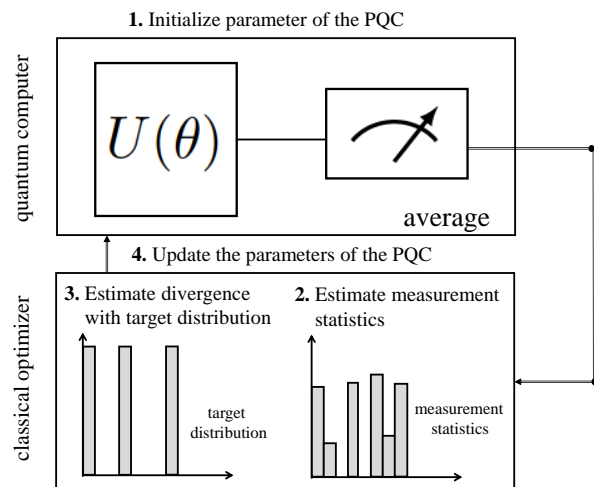 1. Initialize parameter of the PQC
quantum computer
U(θ)
average
4. Update the parameters of the PQC
classical optimizer
3. Estimate divergence
with target distribution
target
distribution
2. Estimate measurement
statistics
measurement
statistics